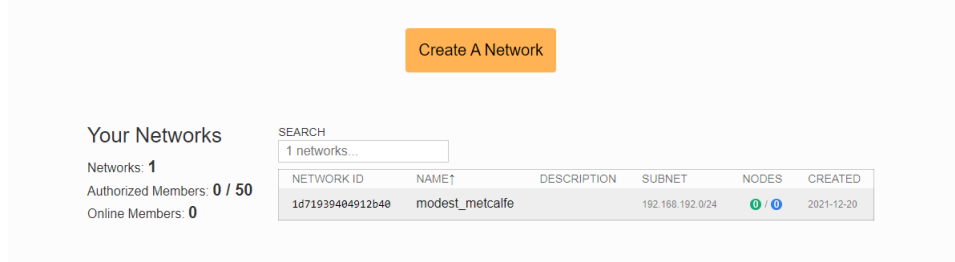 Create A Network
Your Networks
Networks: 1
Authorized Members: 0 / 50
Online Members: 0
SEARCH
1 networks...
NETWORK ID NAME↑ DESCRIPTION SUBNET NODES CREATED
1d71939404912b40 modest_metcalfe 192.168.192.0/24 0 / 0 2021-12-20